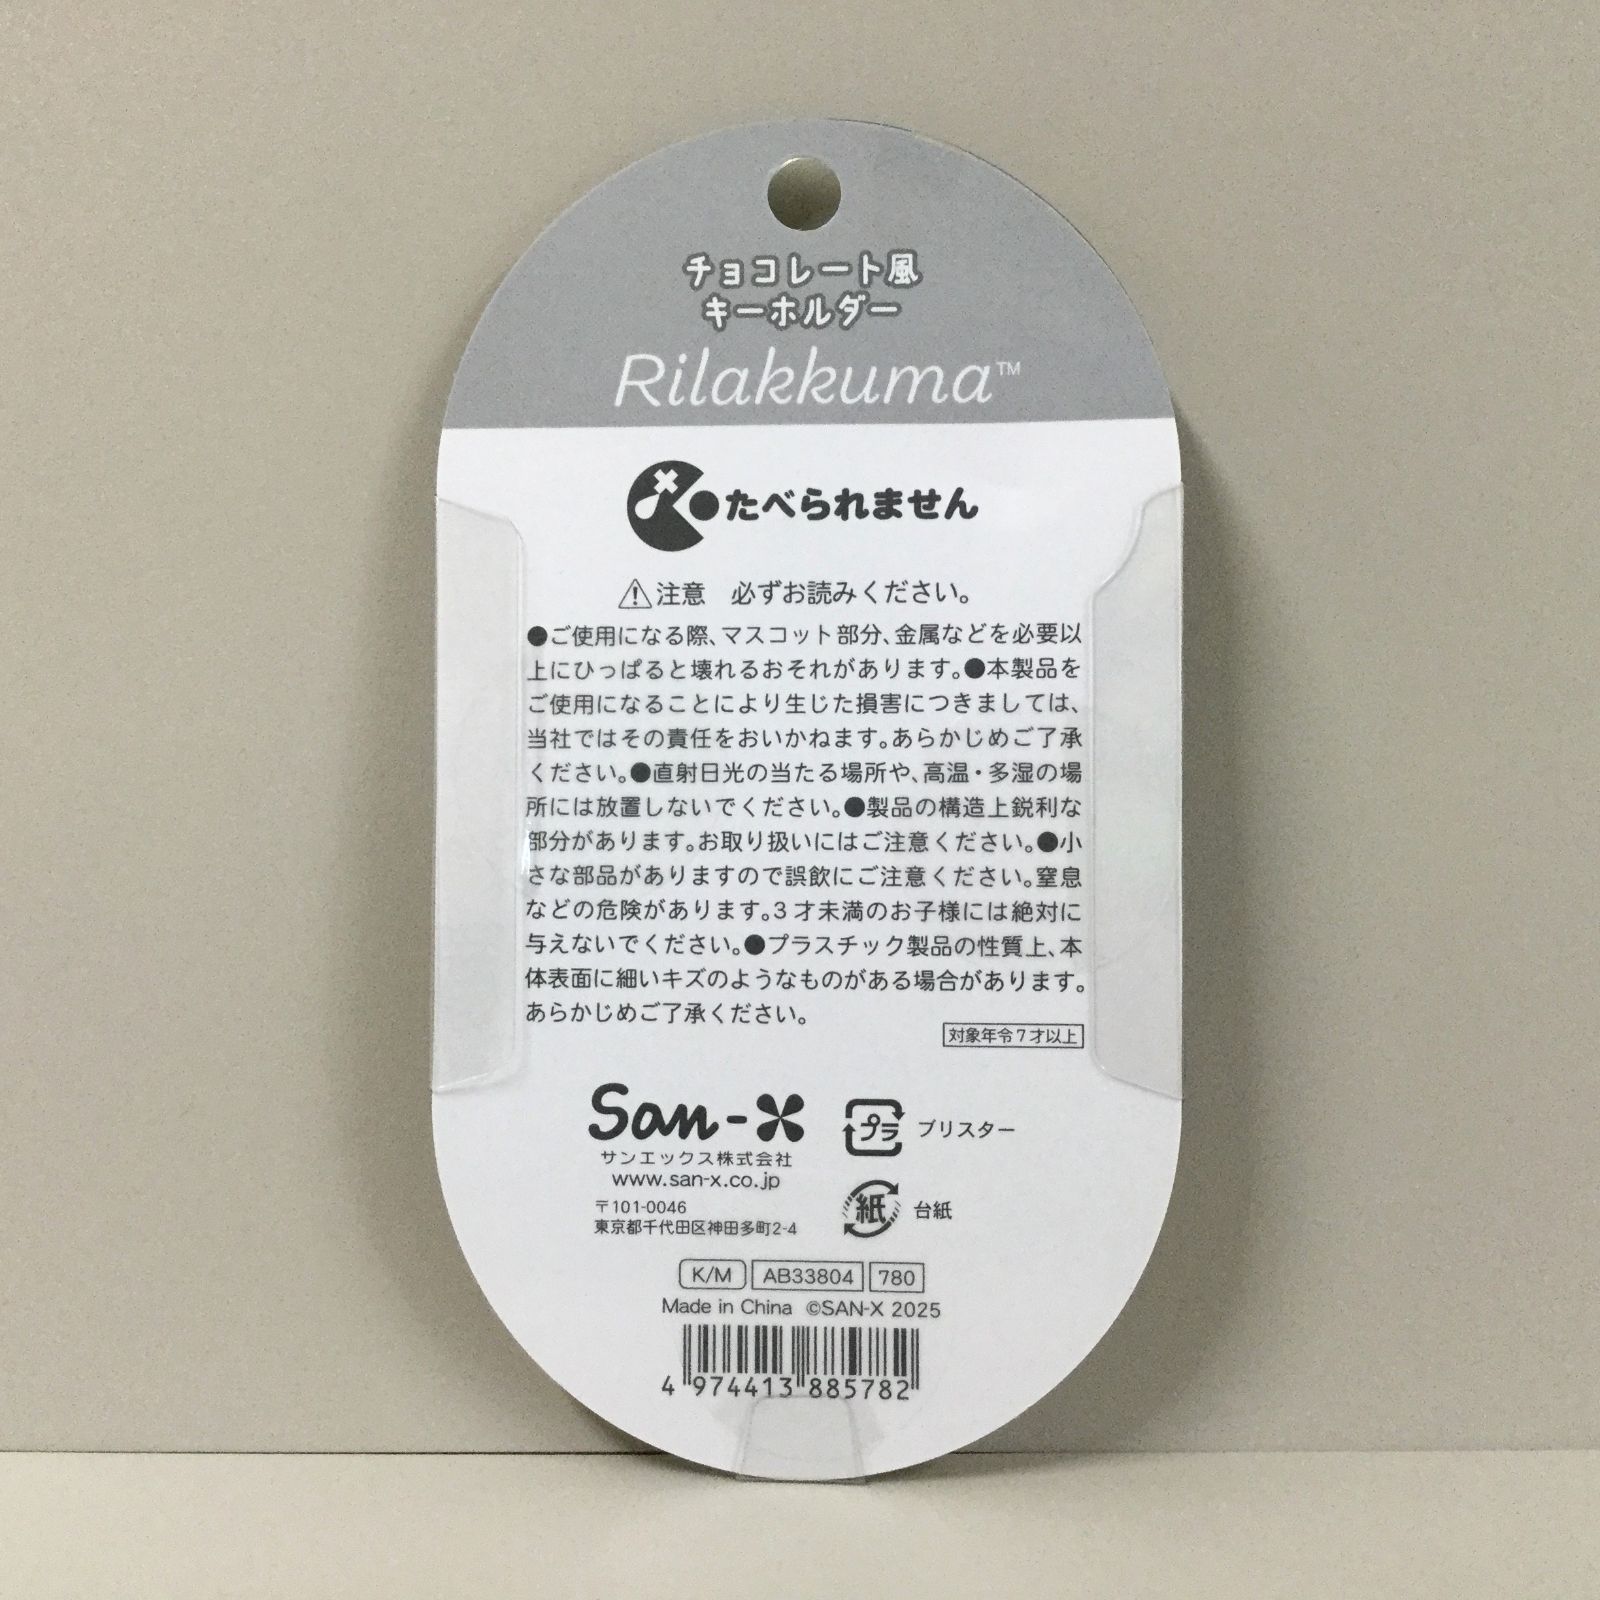 チョコレート風
キーホルダー
Rilakkuma™
たべられません
⚠注意 必ずお読みください。
●ご使用になる際、マスコット部分、金属などを必要以
上にひっぱると壊れるおそれがあります。●本製品を
ご使用になることにより生じた損害につきましては、
当社ではその責任をおいかねます。あらかじめご了承
ください。●直射日光の当たる場所や、高温・多湿の場
所には放置しないでください。●製品の構造上鋭利な
部分があります。お取り扱いにはご注意ください。●小
さな部品がありますので誤飲にご注意ください。窒息
などの危険があります。3才未満のお子様には絶対に
与えないでください。●プラスチック製品の性質上、本
体表面に細いキズのようなものがある場合があります。
あらかじめご了承ください。
対象年令7才以上
San-X
サンエックス株式会社
www.san-x.co.jp
〒101-0046
東京都千代田区神田多町2-4
プラ ブリスター
紙 台紙
K/M AB33804 780
Made in China ©SAN-X 2025
4 974413 885782